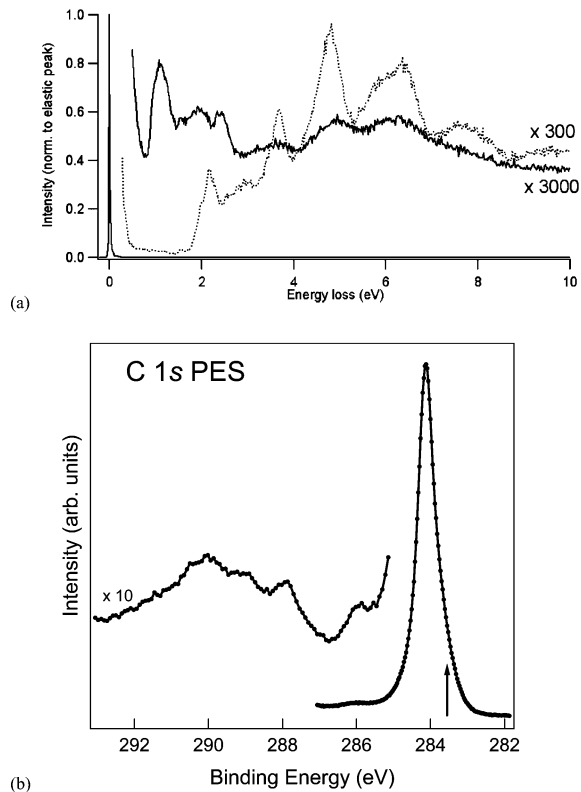 1.0
0.8
0.6
0.4
0.2
0.0
Intensity (norm. to elastic peak)
x 300
x 3000
0 2 4 6 8 10
Energy loss (eV)
(a)
C 1s PES
Intensity (arb. units)
x 10
292 290 288 286 284 282
Binding Energy (eV)
(b)